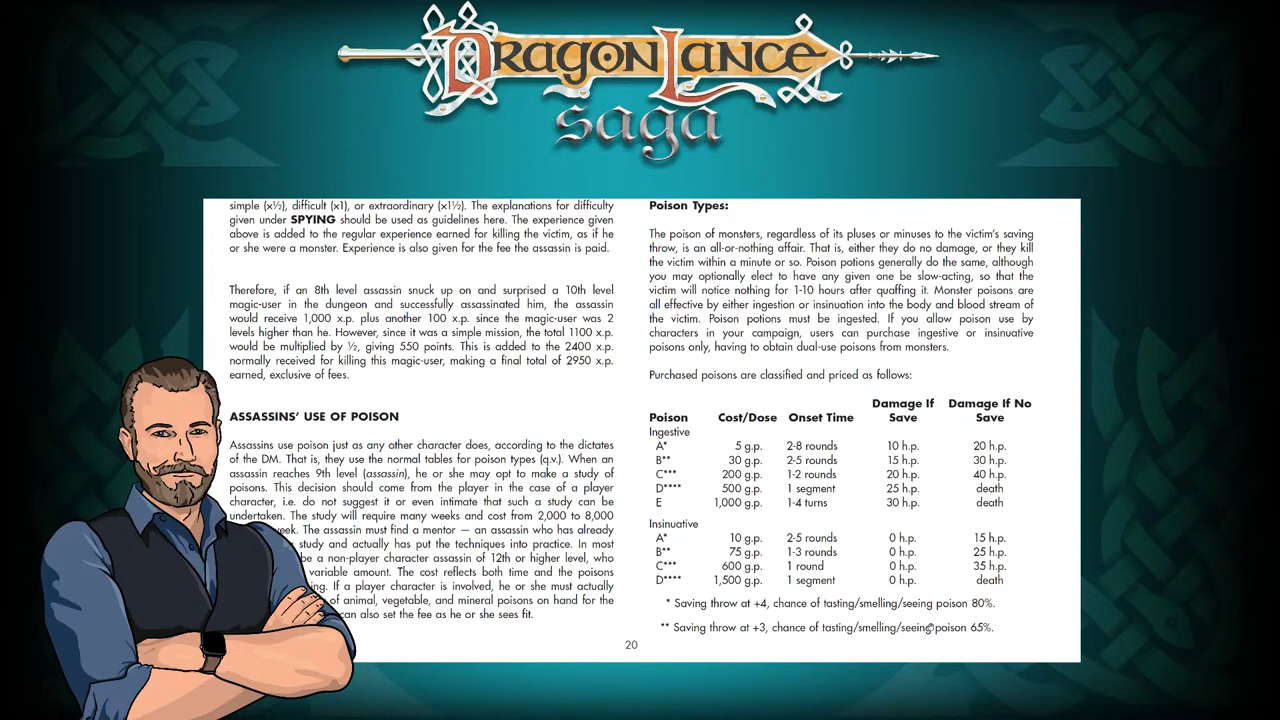 DragonLance
saga
simple (x½), difficult (x1), or extraordinary (x1½). The explanations for difficulty
given under SPYING should be used as guidelines here. The experience given
above is added to the regular experience earned for killing the victim, as if he
or she were a monster. Experience is also given for the fee the assassin is paid.
Therefore, if an 8th level assassin snuck up on and surprised a 10th level
magic-user in the dungeon and successfully assassinated him, the assassin
would receive 1,000 x.p. plus another 100 x.p. since the magic-user was 2
levels higher than he. However, since it was a simple mission, the total 1100 x.p.
would be multiplied by ½, giving 550 points. This is added to the 2400 x.p.
normally received for killing this magic-user, making a final total of 2950 x.p.
earned, exclusive of fees.
ASSASSINS' USE OF POISON
Assassins use poison just as any other character does, according to the dictates
of the DM. That is, they use the normal tables for poison types (q.v.). When an
assassin reaches 9th level (assassin), he or she may opt to make a study of
poisons. This decision should come from the player in the case of a player
character, i.e. do not suggest it or even intimate that such a study can be
undertaken. The study will require many weeks and cost from 2,000 to 8,000
week. The assassin must find a mentor — an assassin who has already
study and actually has put the techniques into practice. In most
be a non-player character assassin of 12th or higher level, who
variable amount. The cost reflects both time and the poisons
If a player character is involved, he or she must actually
of animal, vegetable, and mineral poisons on hand for the
can also set the fee as he or she sees fit.
Poison Types:
The poison of monsters, regardless of its pluses or minuses to the victim's saving
throw, is an all-or-nothing affair. That is, either they do no damage, or they kill
the victim within a minute or so. Poison potions generally do the same, although
you may optionally elect to have any given one be slow-acting, so that the
victim will notice nothing for 1-10 hours after quaffing it. Monster poisons are
all effective by either ingestion or insinuation into the body and blood stream of
the victim. Poison potions must be ingested. If you allow poison use by
characters in your campaign, users can purchase ingestive or insinuative
poisons only, having to obtain dual-use poisons from monsters.
Purchased poisons are classified and priced as follows:
Damage If Damage If No
Poison Cost/Dose Onset Time Save Save
Ingestive
A* 5 g.p. 2-8 rounds 10 h.p. 20 h.p.
B** 30 g.p. 2-5 rounds 15 h.p. 30 h.p.
C*** 200 g.p. 1-2 rounds 20 h.p. 40 h.p.
D**** 500 g.p. 1 segment 25 h.p. death
E 1,000 g.p. 1-4 turns 30 h.p. death
Insinuative
A* 10 g.p. 2-5 rounds 0 h.p. 15 h.p.
B** 75 g.p. 1-3 rounds 0 h.p. 25 h.p.
C*** 600 g.p. 1 round 0 h.p. 35 h.p.
D**** 1,500 g.p. 1 segment 0 h.p. death
* Saving throw at +4, chance of tasting/smelling/seeing poison 80%.
** Saving throw at +3, chance of tasting/smelling/seeing poison 65%.
20